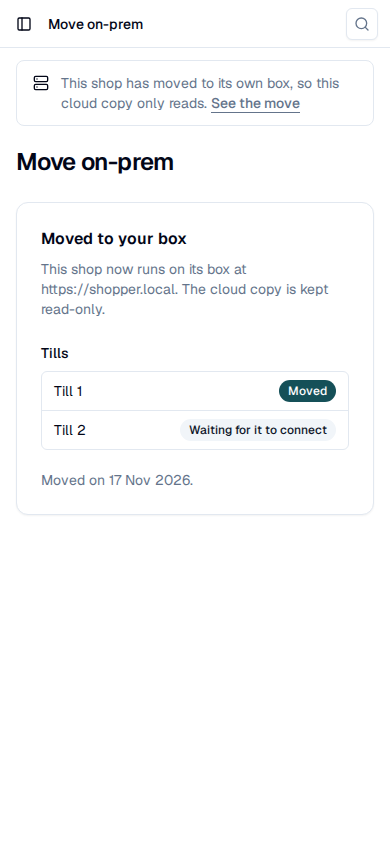 Move on-prem
This shop has moved to its own box, so this
cloud copy only reads. See the move
Move on-prem
Moved to your box
This shop now runs on its box at
https://shopper.local. The cloud copy is kept
read-only.
Tills
Till 1 Moved
Till 2 Waiting for it to connect
Moved on 17 Nov 2026.